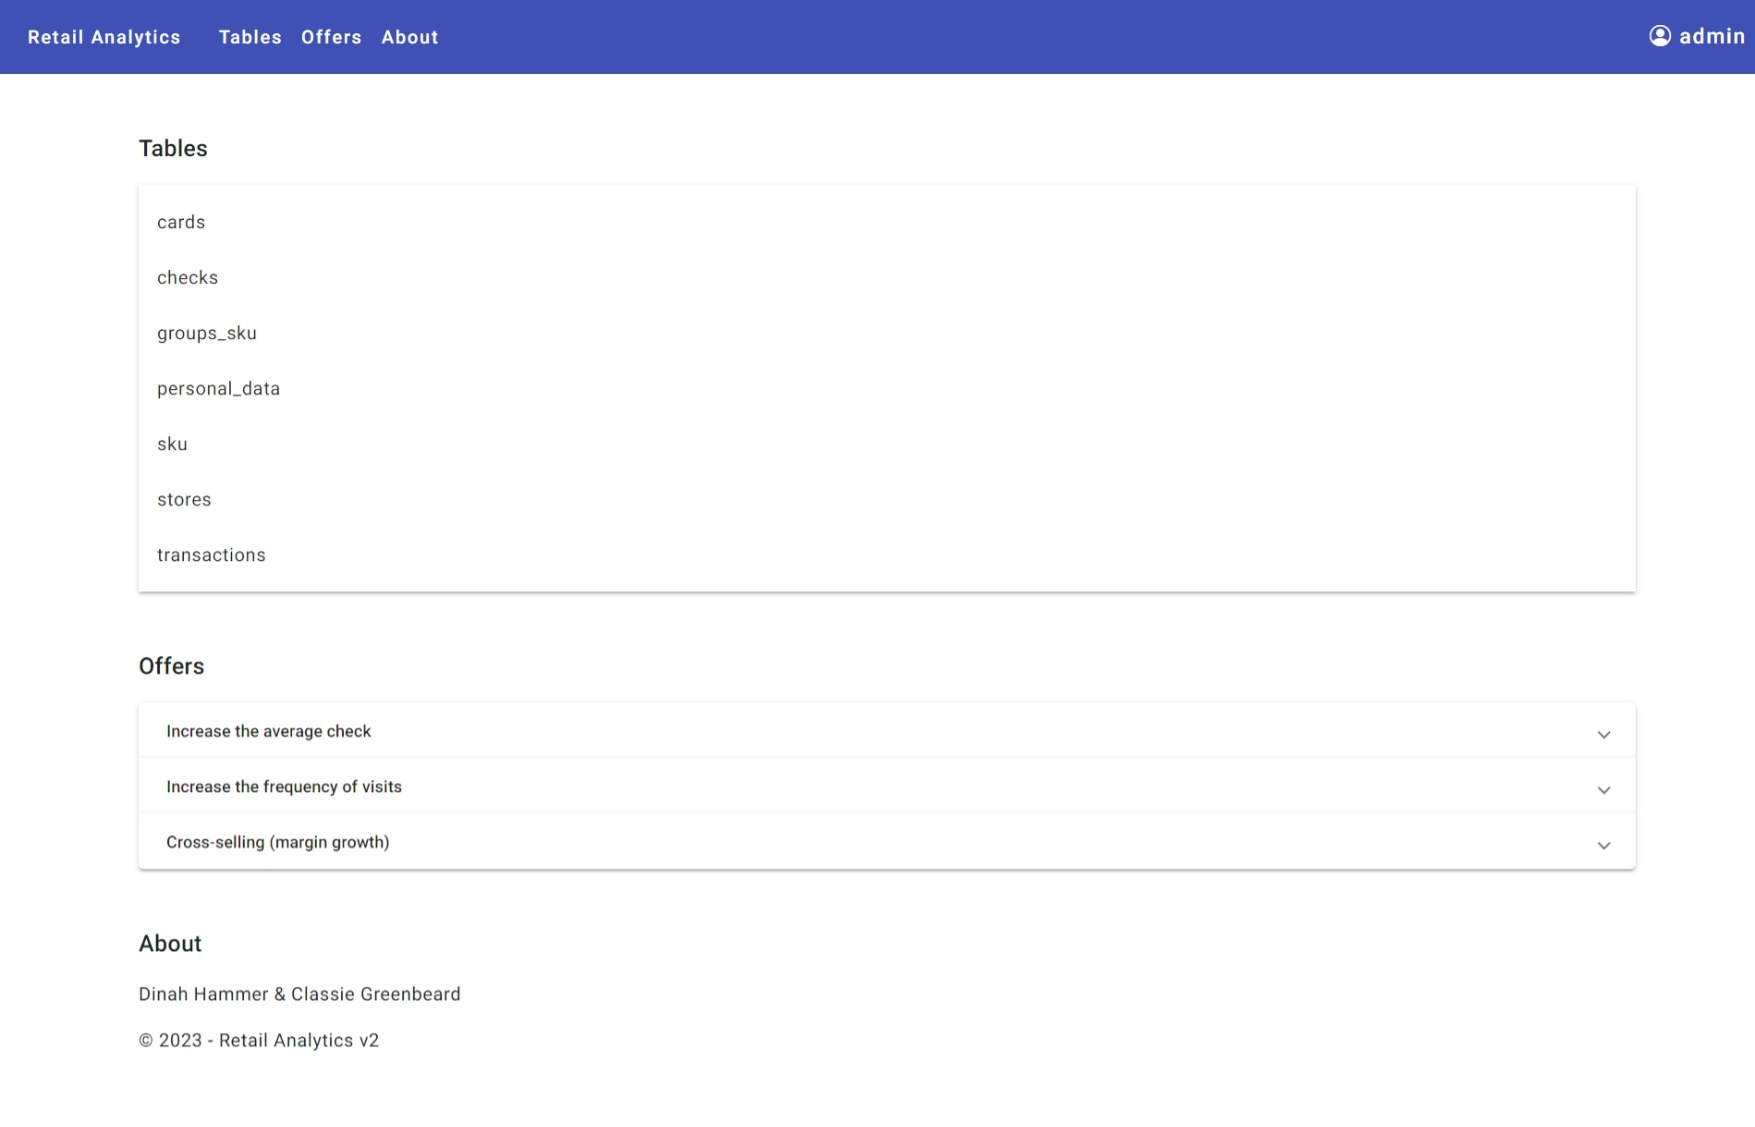 Retail Analytics Tables Offers About admin
Tables
cards
checks
groups_sku
personal_data
sku
stores
transactions
Offers
Increase the average check
Increase the frequency of visits
Cross-selling (margin growth)
About
Dinah Hammer & Classie Greenbeard
© 2023 - Retail Analytics v2